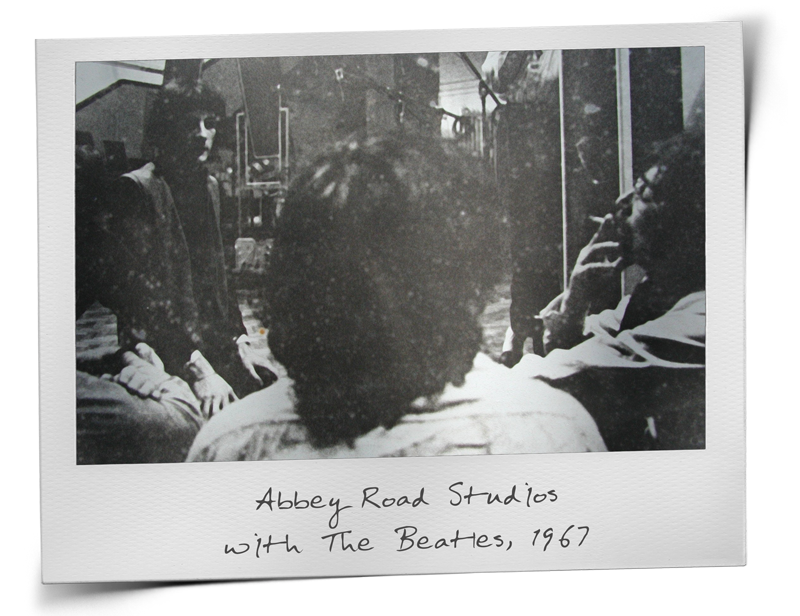 Abbey Road Studios
with The Beatles, 1967